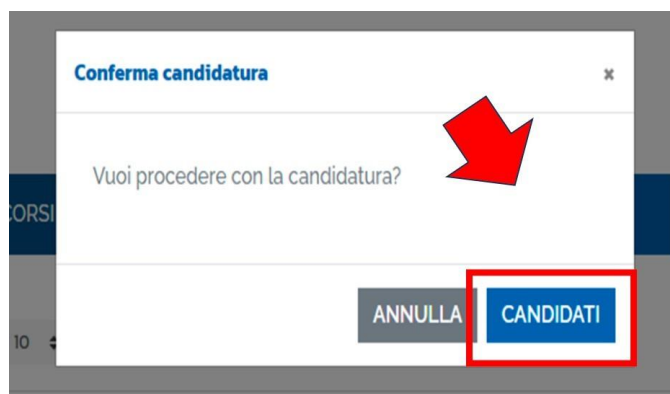 Conferma candidatura ×
Vuoi procedere con la candidatura?
CORSI
ANNULLA CANDIDATI
10